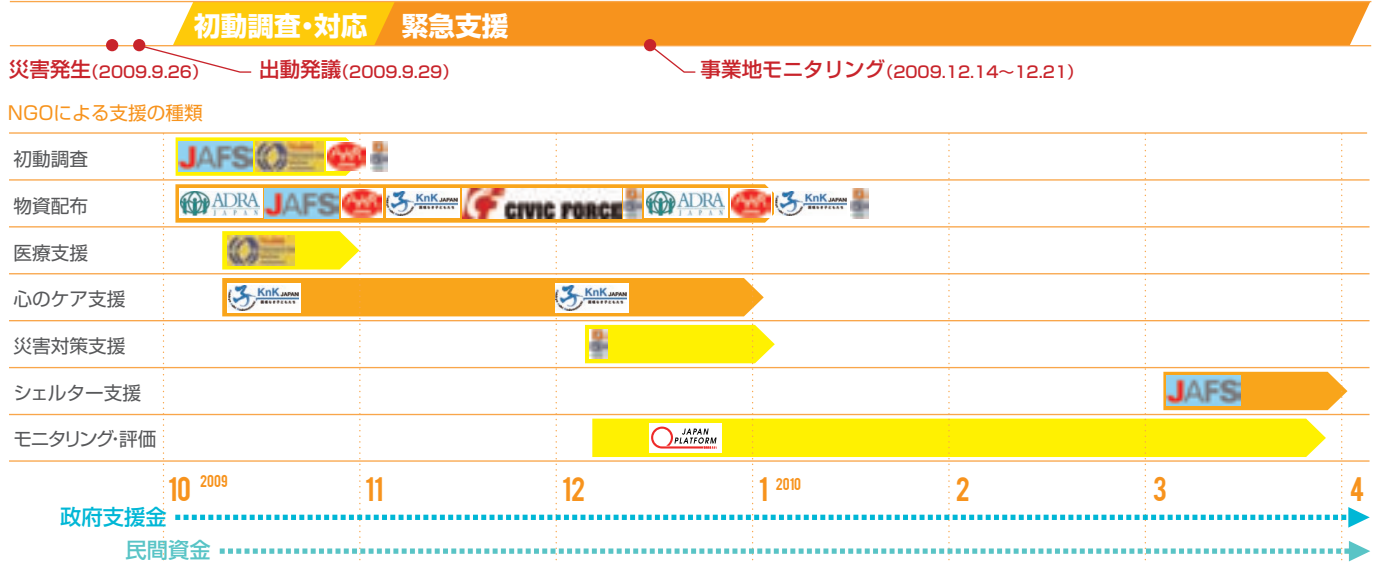 初動調査・対応 緊急支援
災害発生(2009.9.26) 出動発議(2009.9.29) 事業地モニタリング(2009.12.14～12.21)
NGOによる支援の種類
初動調査 JAFS
物資配布 ADRA JAPAN JAFS KnK JAPAN CIVIC FORCE ADRA JAPAN KnK JAPAN
医療支援
心のケア支援 KnK JAPAN KnK JAPAN
災害対策支援
シェルター支援 JAFS
モニタリング・評価 JAPAN PLATFORM
10 2009 11 12 1 2010 2 3 4
政府支援金
民間資金